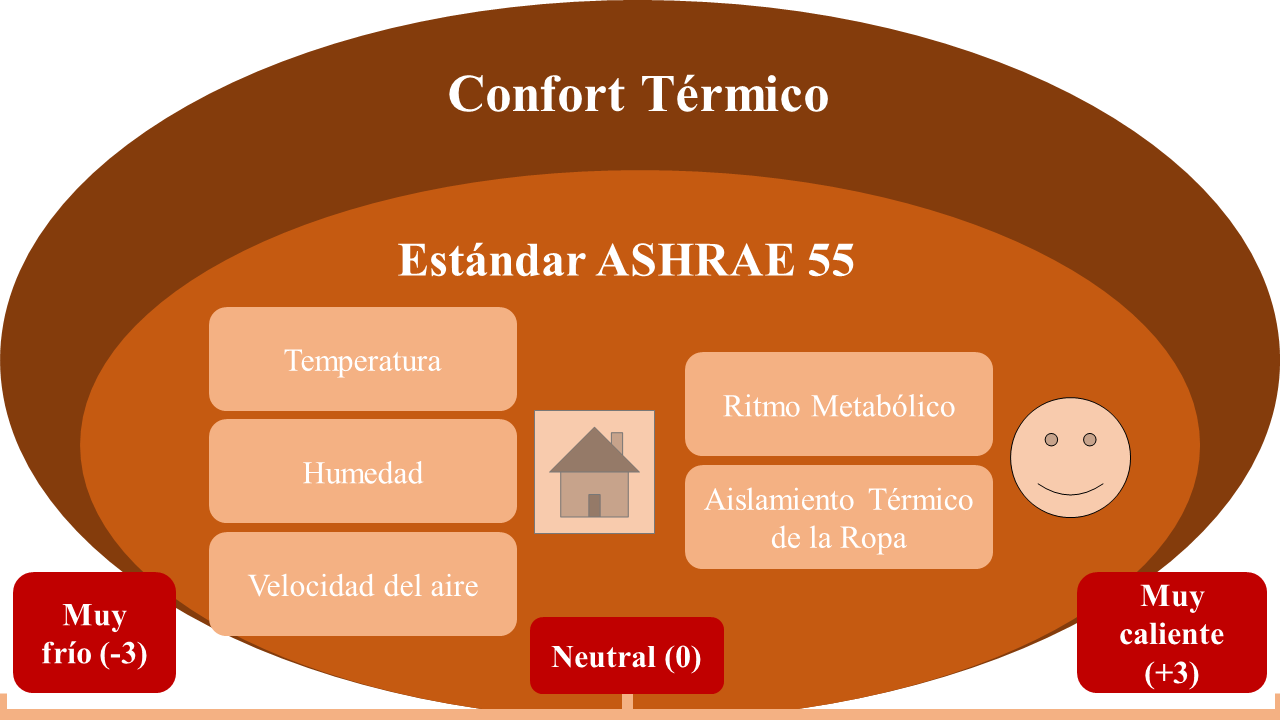 Confort Térmico
Estándar ASHRAE 55
Temperatura
Humedad
Velocidad del aire
Ritmo Metabólico
Aislamiento Térmico
de la Ropa
Muy
frío (-3)
Neutral (0)
Muy
caliente
(+3)